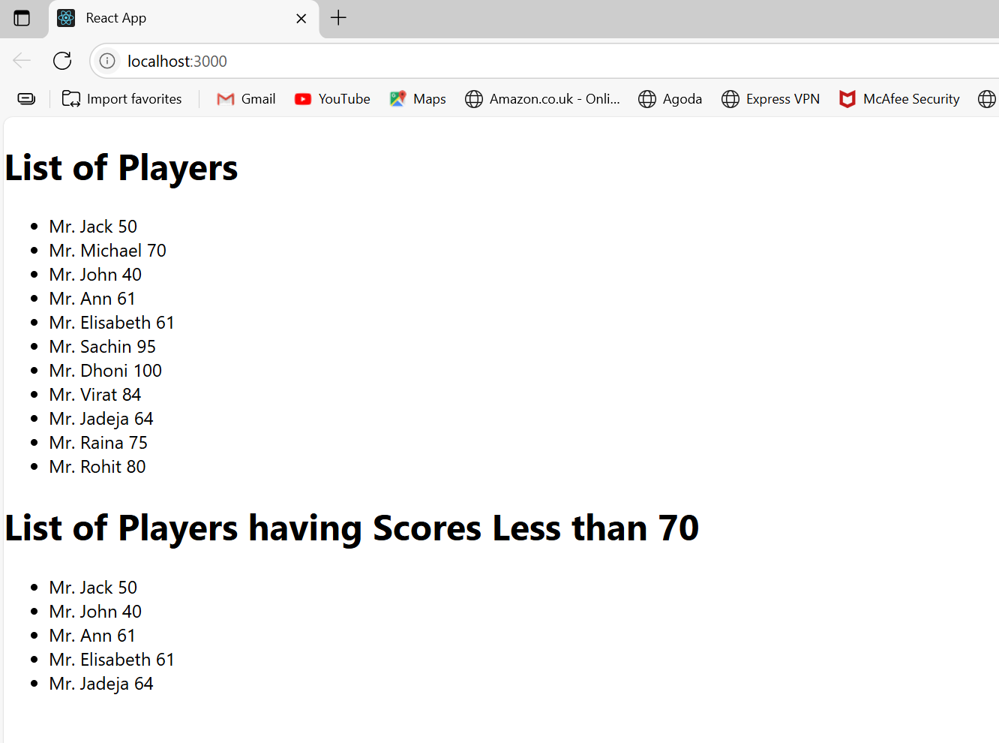 React App
localhost:3000
Import favorites Gmail YouTube Maps Amazon.co.uk - Onli... Agoda Express VPN McAfee Security
List of Players
Mr. Jack 50
Mr. Michael 70
Mr. John 40
Mr. Ann 61
Mr. Elisabeth 61
Mr. Sachin 95
Mr. Dhoni 100
Mr. Virat 84
Mr. Jadeja 64
Mr. Raina 75
Mr. Rohit 80
List of Players having Scores Less than 70
Mr. Jack 50
Mr. John 40
Mr. Ann 61
Mr. Elisabeth 61
Mr. Jadeja 64